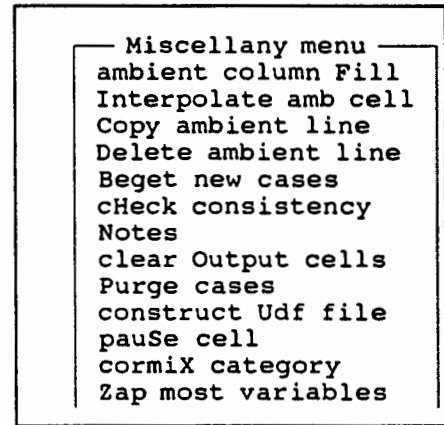 Miscellany menu
ambient column Fill
Interpolate amb cell
Copy ambient line
Delete ambient line
Beget new cases
cHeck consistency
Notes
clear Output cells
Purge cases
construct Udf file
pauSe cell
cormiX category
Zap most variables